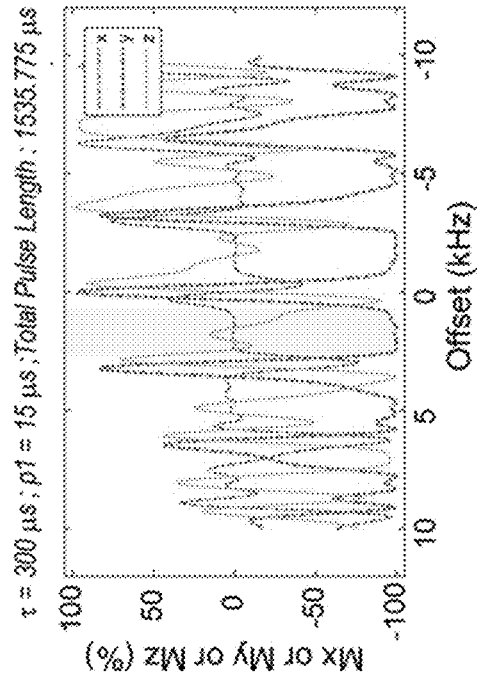 τ = 300 µs ; p1 = 15 µs ; Total Pulse Length : 1535.775 µs
x
y
z
Mx or My or Mz (%)
100
50
0
-50
-100
10
5
0
-5
-10
Offset (kHz)